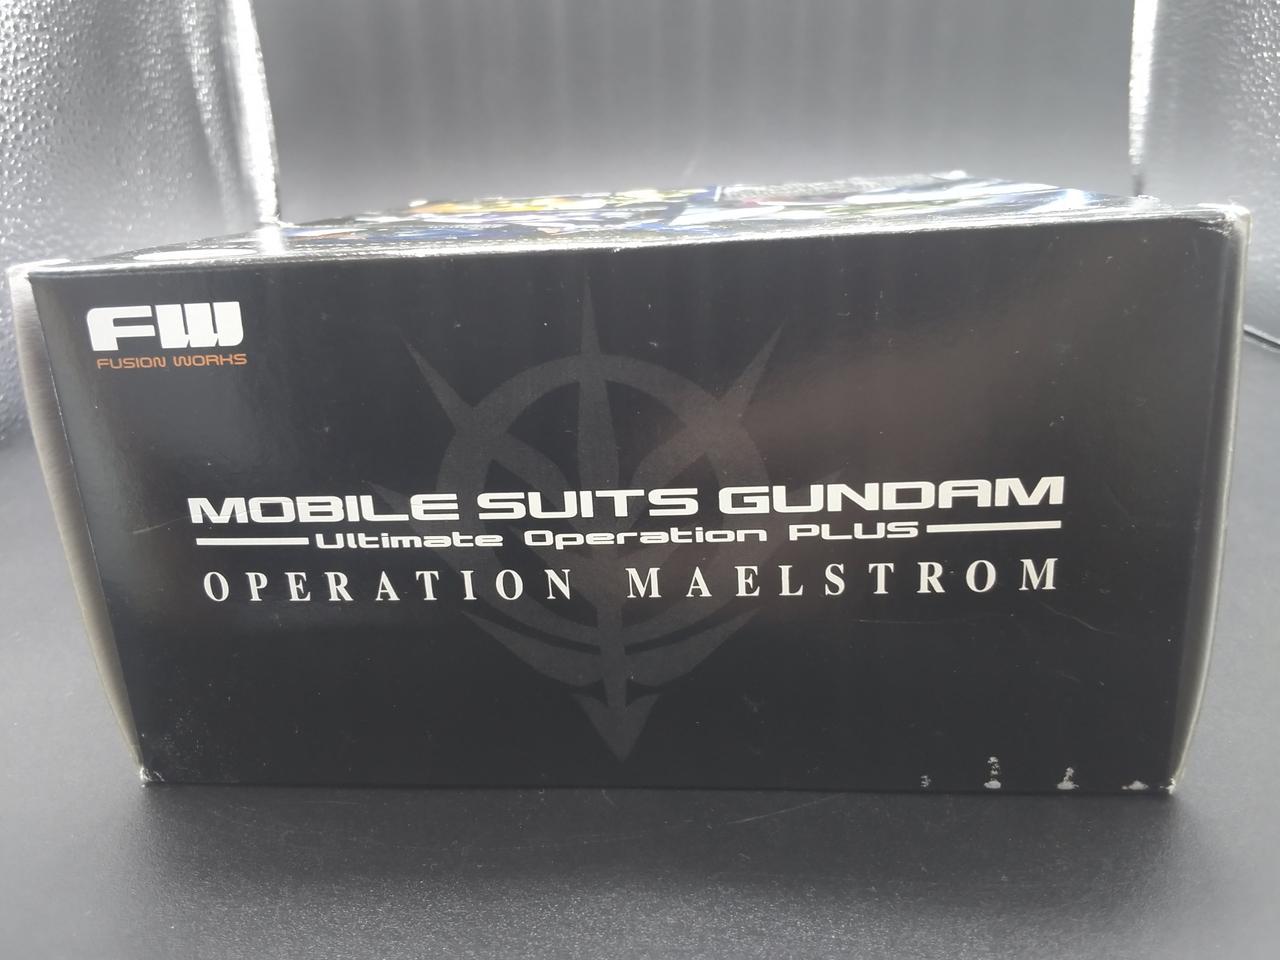 FW
FUSION WORKS
MOBILE SUITS GUNDAM
Ultimate Operation PLUS
OPERATION MAELSTROM